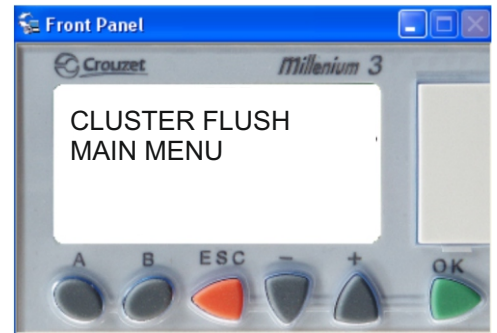 Front Panel
Crouzet
Millenium 3
CLUSTER FLUSH
MAIN MENU
A B ESC - + OK